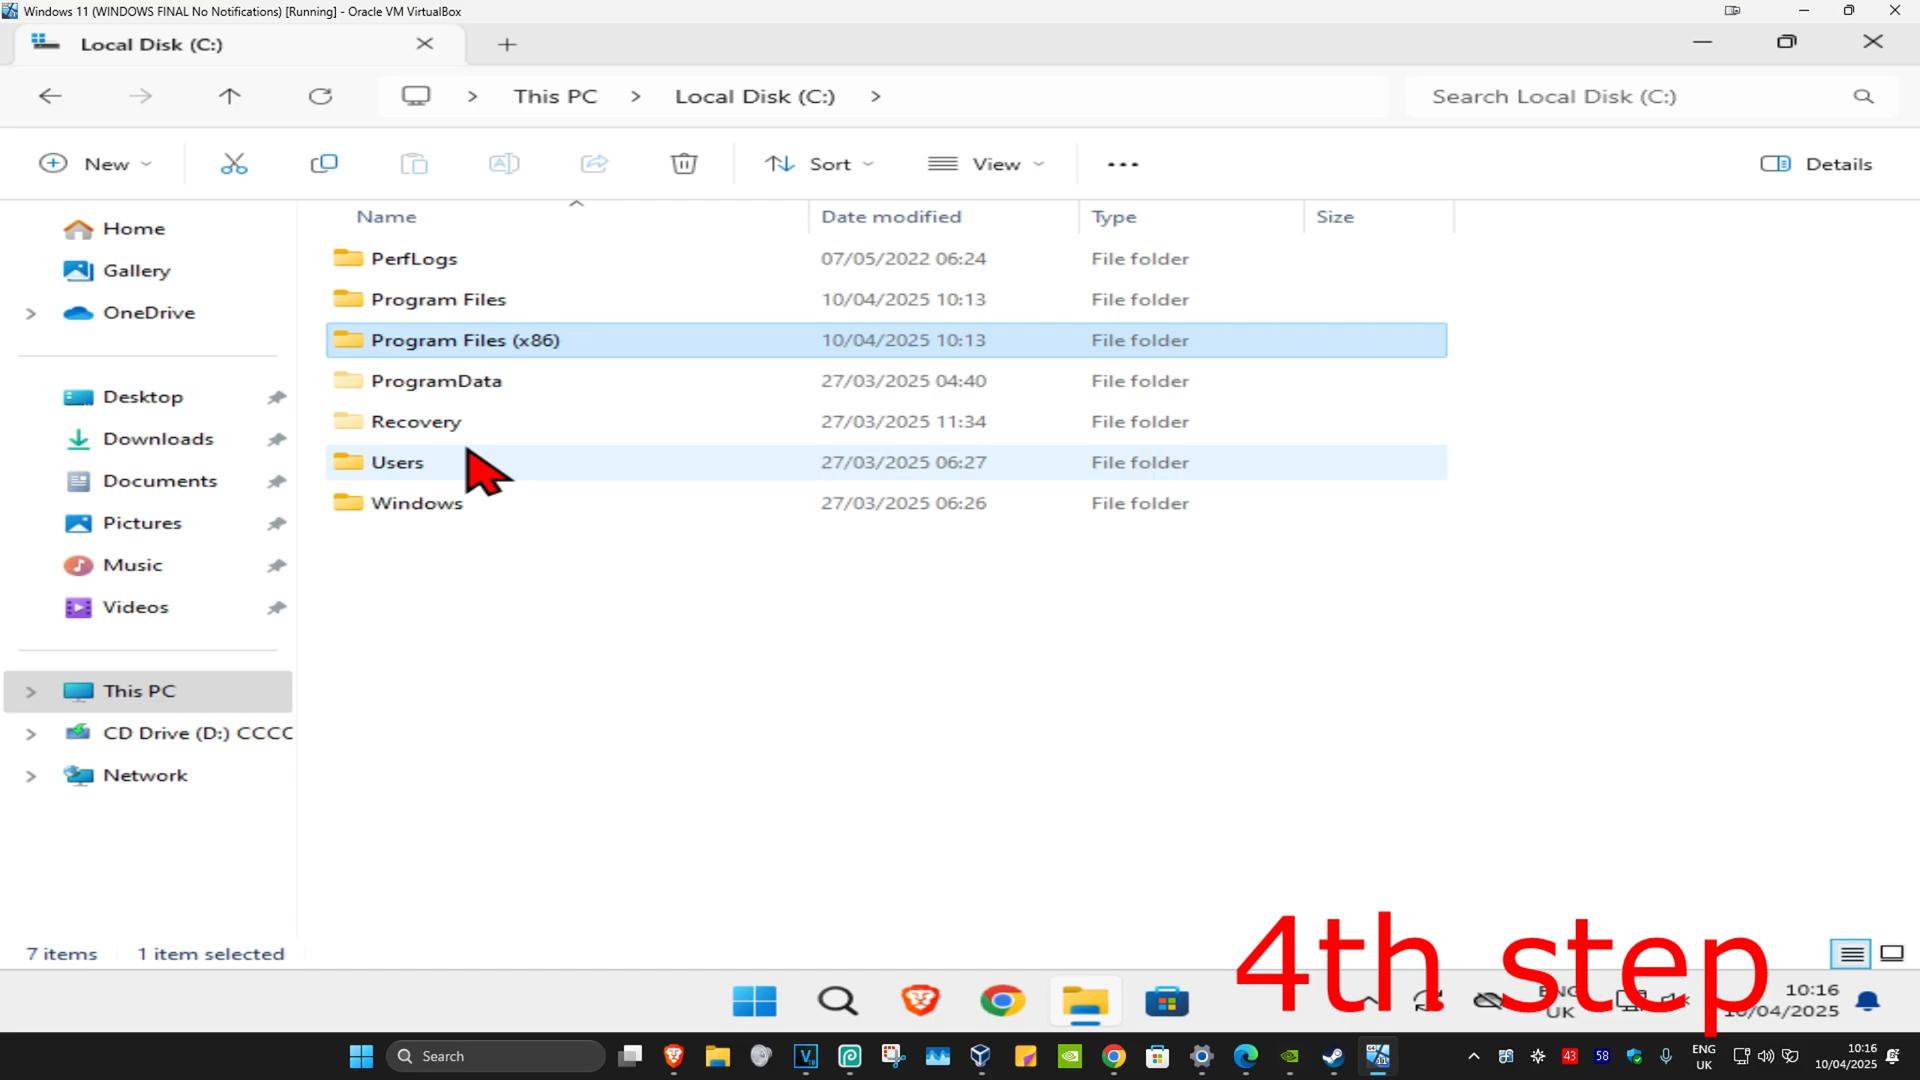 Windows 11 (WINDOWS FINAL No Notifications) [Running] - Oracle VM VirtualBox
Local Disk (C:)
This PC > Local Disk (C:) >
Search Local Disk (C:)
New
Sort
View
Details
Name
Date modified
Type
Size
Home
Gallery
OneDrive
Desktop
Downloads
Documents
Pictures
Music
Videos
This PC
CD Drive (D:) CCCC
Network
PerfLogs 07/05/2022 06:24 File folder
Program Files 10/04/2025 10:13 File folder
Program Files (x86) 10/04/2025 10:13 File folder
ProgramData 27/03/2025 04:40 File folder
Recovery 27/03/2025 11:34 File folder
Users 27/03/2025 06:27 File folder
Windows 27/03/2025 06:26 File folder
7 items 1 item selected
4th step
ENG
UK
10:16
10/04/2025
Search
43
58
ENG
UK
10:16
10/04/2025